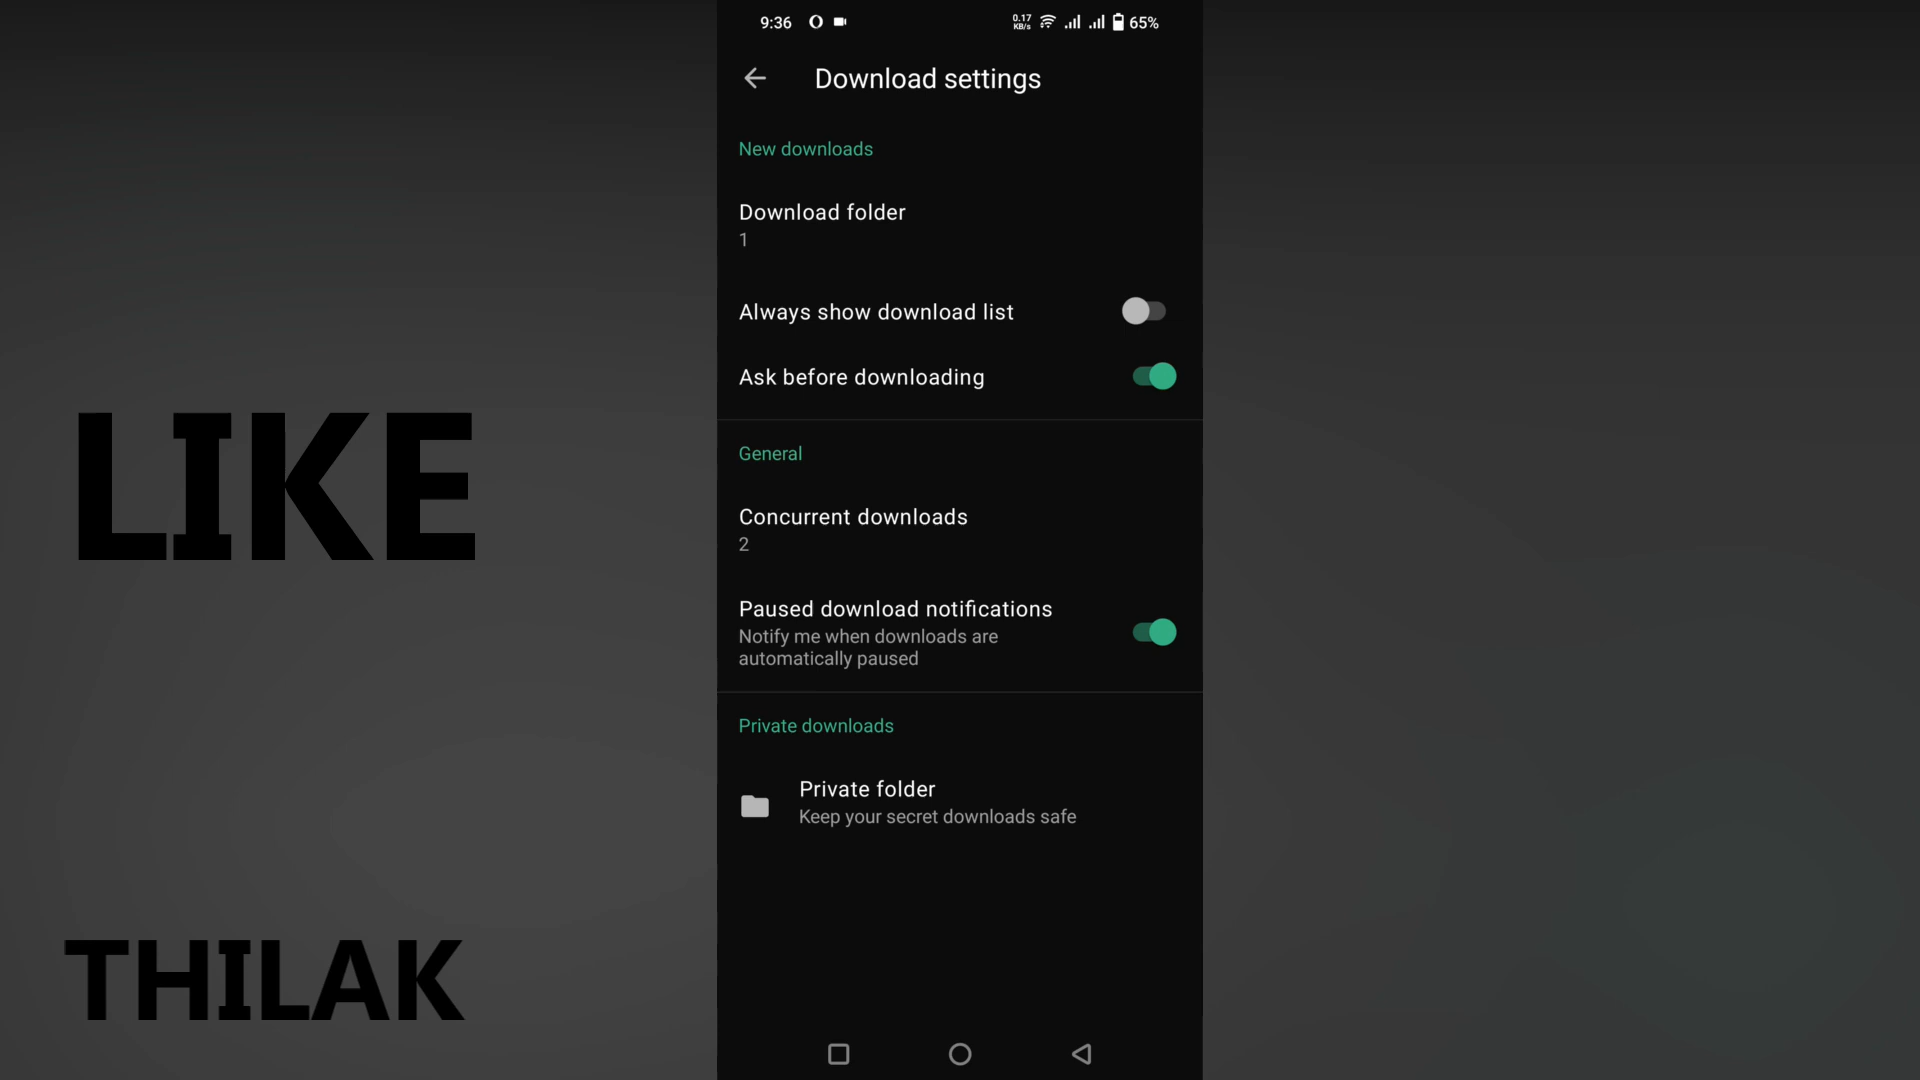 9:36
0.17 KB/s
65%
Download settings
New downloads
Download folder
1
Always show download list
Ask before downloading
General
Concurrent downloads
2
Paused download notifications
Notify me when downloads are
automatically paused
Private downloads
Private folder
Keep your secret downloads safe
LIKE
THILAK